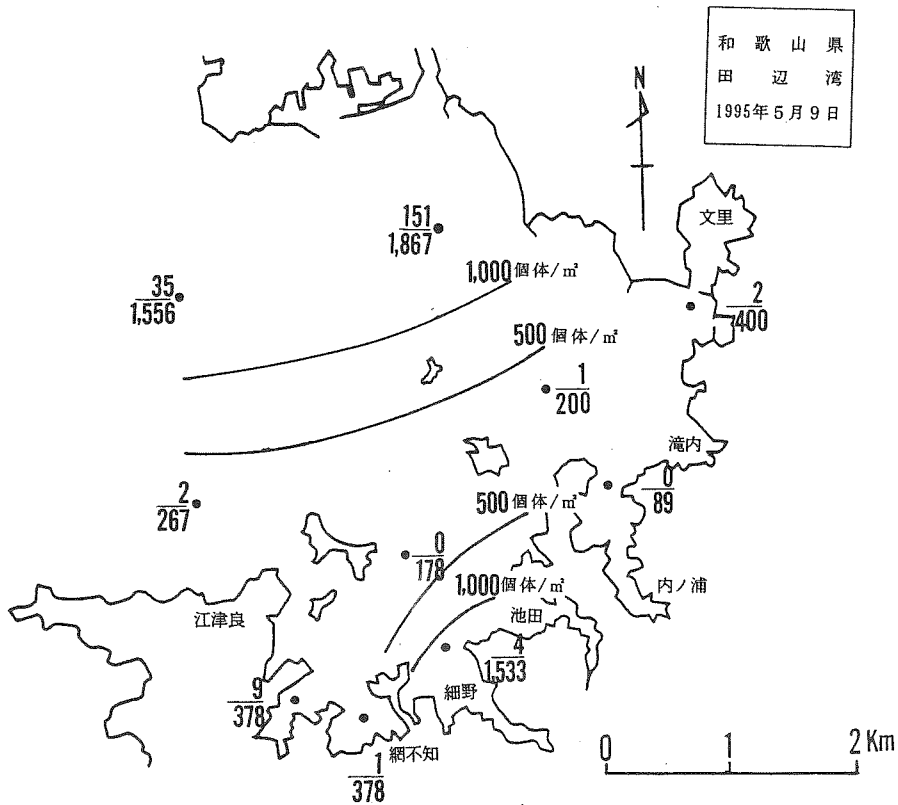 和歌山県
田辺湾
1995年5月9日
N
文里
151
1,867
1,000個体/㎡
35
1,556
2
400
500個体/㎡
1
200
滝内
0
89
500個体/㎡
2
267
0
178
1,000個体/㎡
内ノ浦
江津良
池田
4
1,533
9
378
細野
網不知
1
378
0 1 2 Km